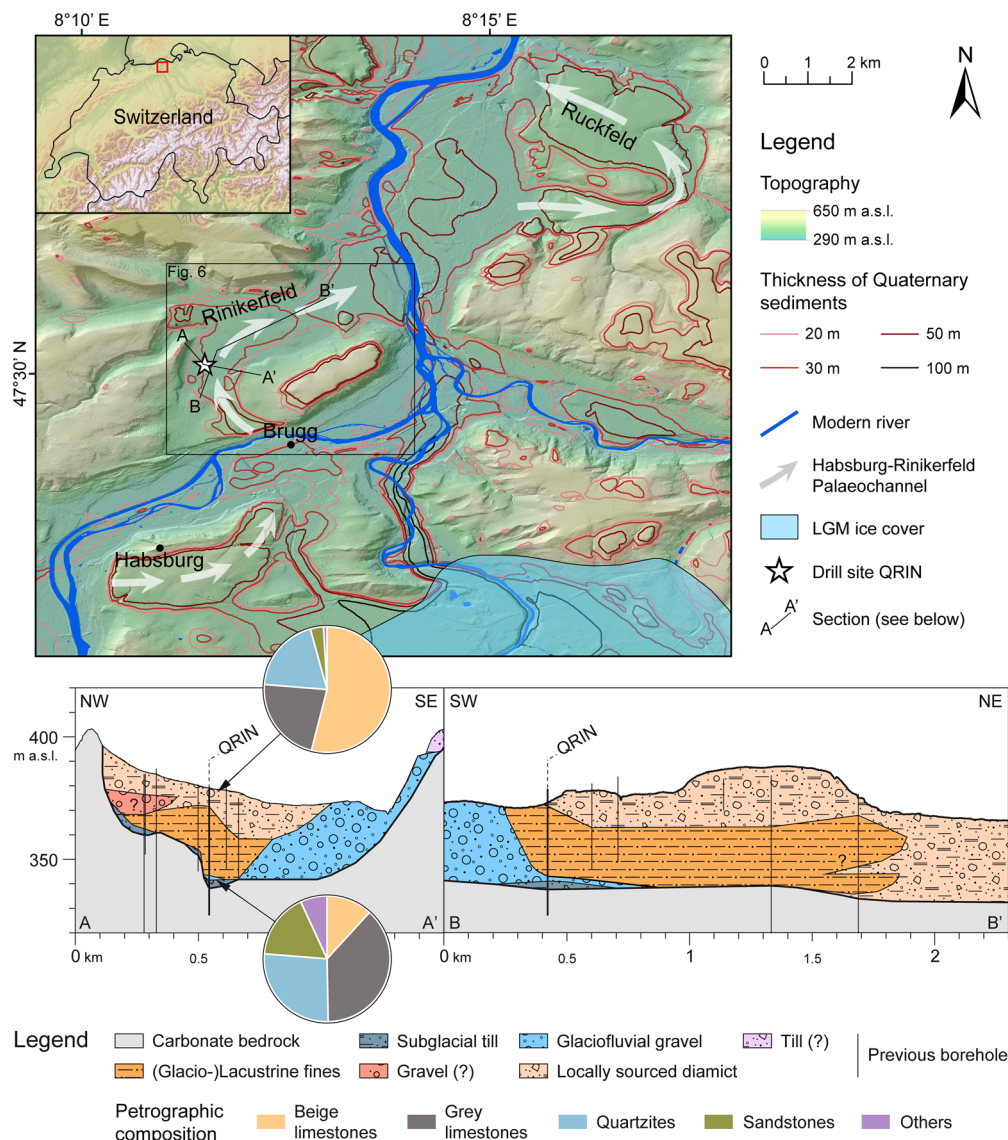 8°10’ E
8°15’ E
47°30’ N
Switzerland
Ruckfeld
Fig. 6
Rinikerfeld
B’
A
A’
B
Brugg
Habsburg
0 1 2 km
N
Legend
Topography
650 m a.s.l.
290 m a.s.l.
Thickness of Quaternary
sediments
20 m
50 m
30 m
100 m
Modern river
Habsburg-Rinikerfeld
Palaeochannel
LGM ice cover
Drill site QRIN
A A’
Section (see below)
NW
SE
SW
NE
QRIN
QRIN
400
m a.s.l.
350
?
?
A
A’
B
B’
0 km
0.5
0 km
0.5
1
1.5
2
Legend
Carbonate bedrock
Subglacial till
Glaciofluvial gravel
Till (?)
Previous borehole
(Glacio-)Lacustrine fines
Gravel (?)
Locally sourced diamict
Petrographic
composition
Beige
limestones
Grey
limestones
Quartzites
Sandstones
Others